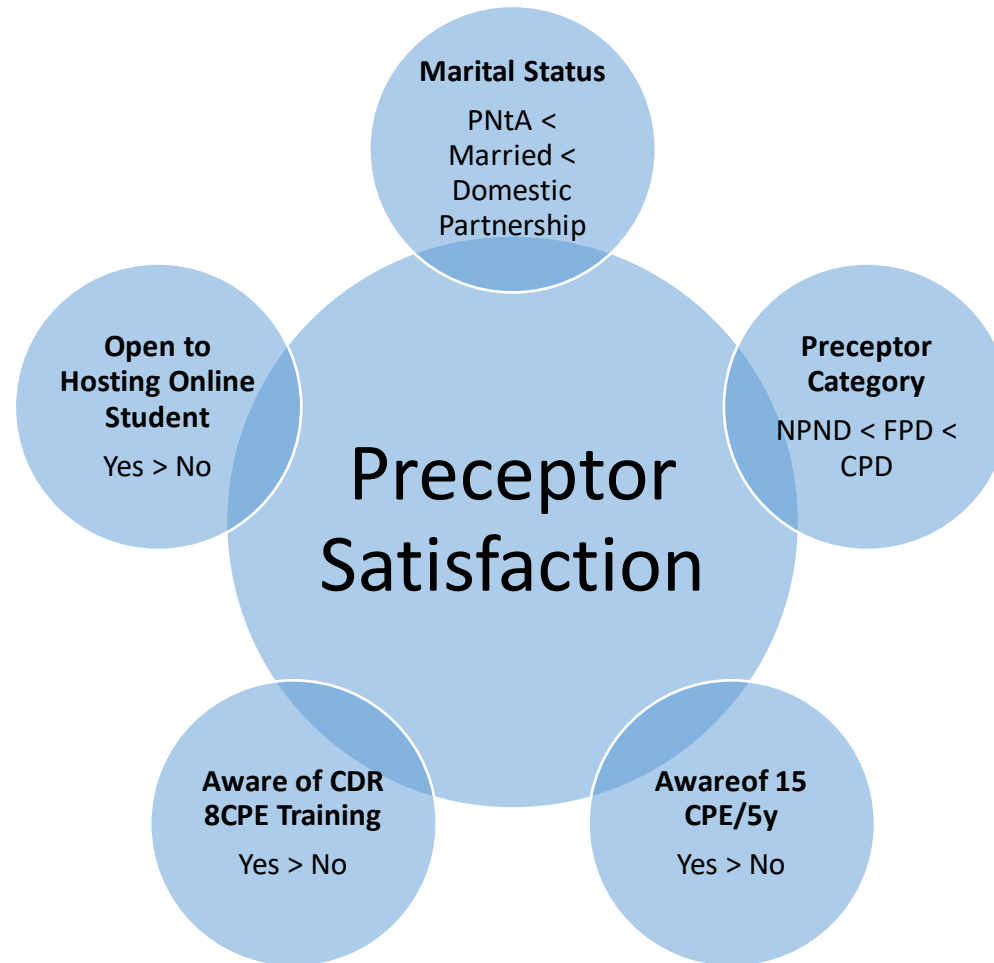 Marital Status
PNtA <
Married <
Domestic
Partnership
Preceptor
Category
NPND < FPD <
CPD
Awareof 15
CPE/5y
Yes > No
Aware of CDR
8CPE Training
Yes > No
Open to
Hosting Online
Student
Yes > No
Preceptor
Satisfaction